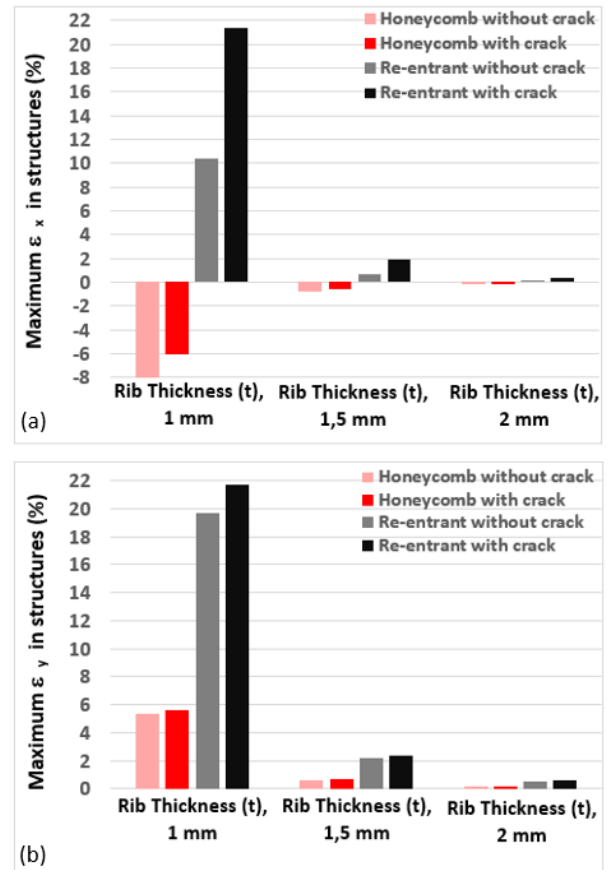 Maximum ε x in structures (%)
22
20
18
16
14
12
10
8
6
4
2
0
-2
-4
-6
-8
Honeycomb without crack
Honeycomb with crack
Re-entrant without crack
Re-entrant with crack
Rib Thickness (t),
1 mm
Rib Thickness (t),
1,5 mm
Rib Thickness (t),
2 mm
(a)
Maximum ε y in structures (%)
22
20
18
16
14
12
10
8
6
4
2
0
Honeycomb without crack
Honeycomb with crack
Re-entrant without crack
Re-entrant with crack
Rib Thickness (t),
1 mm
Rib Thickness (t),
1,5 mm
Rib Thickness (t),
2 mm
(b)